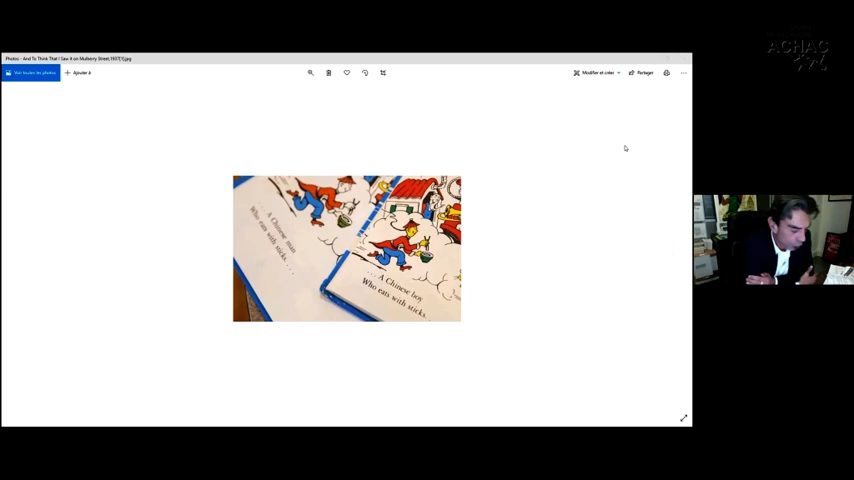 ACHAC
Photos - And To Think That I Saw It on Mulberry Street,1937[1].jpg
Voir toutes les photos
Ajouter à
Modifier et créer
Partager
. . . A Chinese man
Who eats with sticks. . . .
. . . A Chinese boy
Who eats with sticks. . .